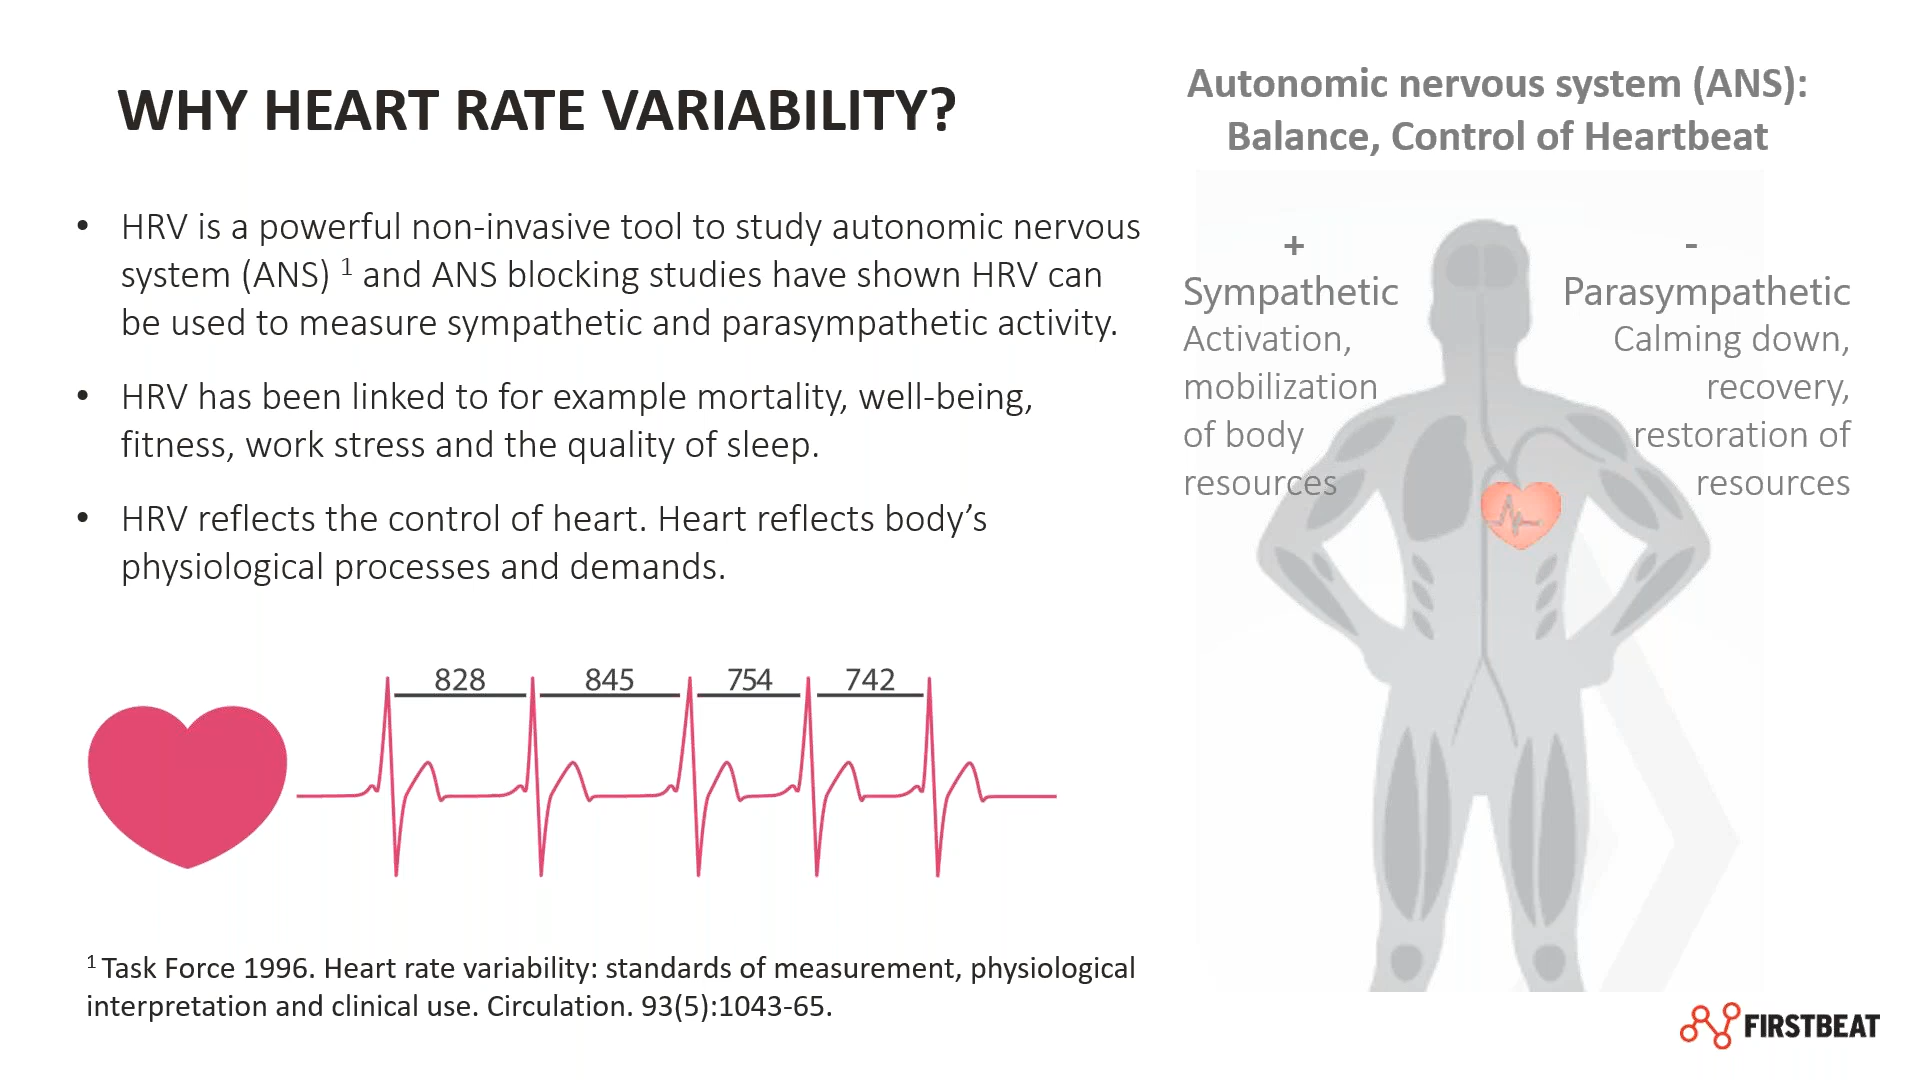 WHY HEART RATE VARIABILITY?
• HRV is a powerful non-invasive tool to study autonomic nervous
system (ANS) ¹ and ANS blocking studies have shown HRV can
be used to measure sympathetic and parasympathetic activity.
• HRV has been linked to for example mortality, well-being,
fitness, work stress and the quality of sleep.
• HRV reflects the control of heart. Heart reflects body’s
physiological processes and demands.
828 845 754 742
¹ Task Force 1996. Heart rate variability: standards of measurement, physiological
interpretation and clinical use. Circulation. 93(5):1043-65.
Autonomic nervous system (ANS):
Balance, Control of Heartbeat
+
Sympathetic
Activation,
mobilization
of body
resources
-
Parasympathetic
Calming down,
recovery,
restoration of
resources
FIRSTBEAT